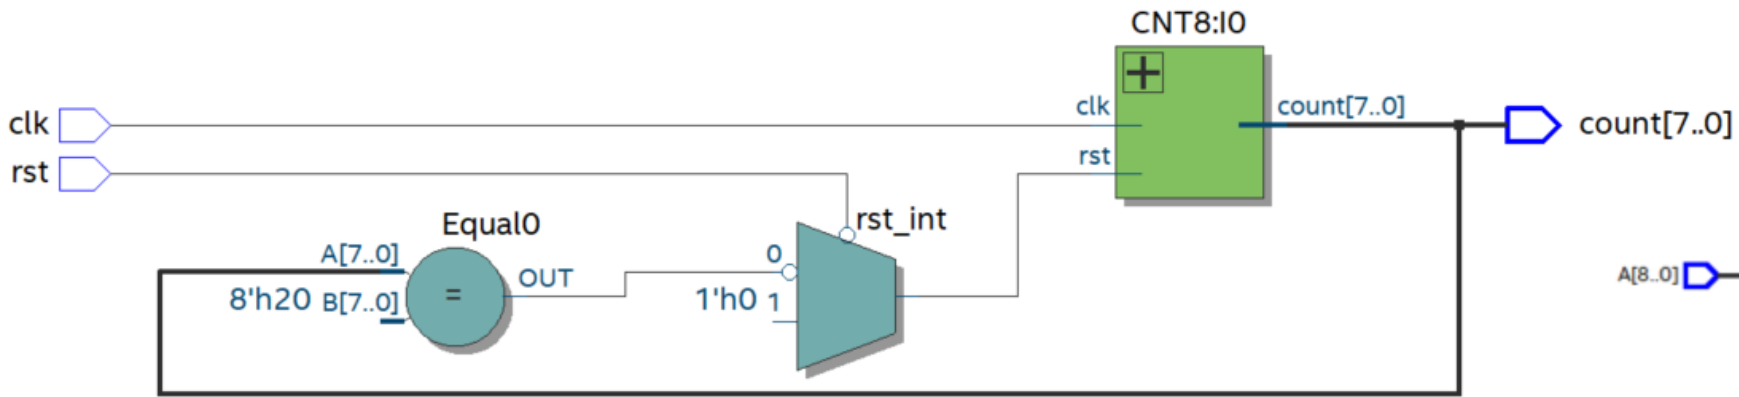 CNT8:I0
clk
clk
count[7..0]
count[7..0]
rst
rst
Equal0
rst_int
A[7..0]
0
OUT
8'h20 B[7..0]
=
1'h0 1
A[8..0]